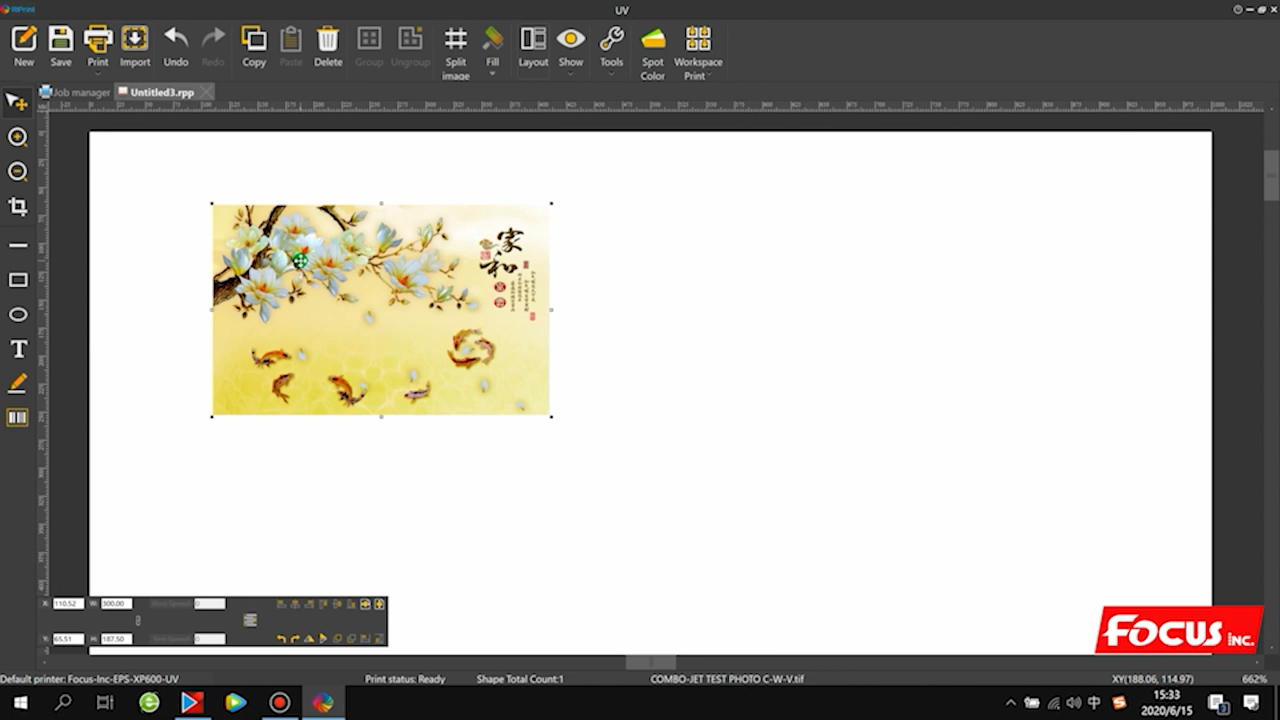 RIPrint
UV
New
Save
Print
Import
Undo
Redo
Copy
Paste
Delete
Group
Ungroup
Split
image
Fill
Layout
Show
Tools
Spot
Color
Workspace
Print
Job manager
Untitled3.rpp
家
和
X: 110.52 W: 300.00 0
Y: 65.51 H: 187.50 0
FOCUS INC.
Default printer: Focus-Inc-EPS-XP600-UV
Print status: Ready
Shape Total Count:1
COMBO-JET TEST PHOTO C-W-V.tif
XY(188.06, 114.97)
662%
中
15:33
2020/6/15